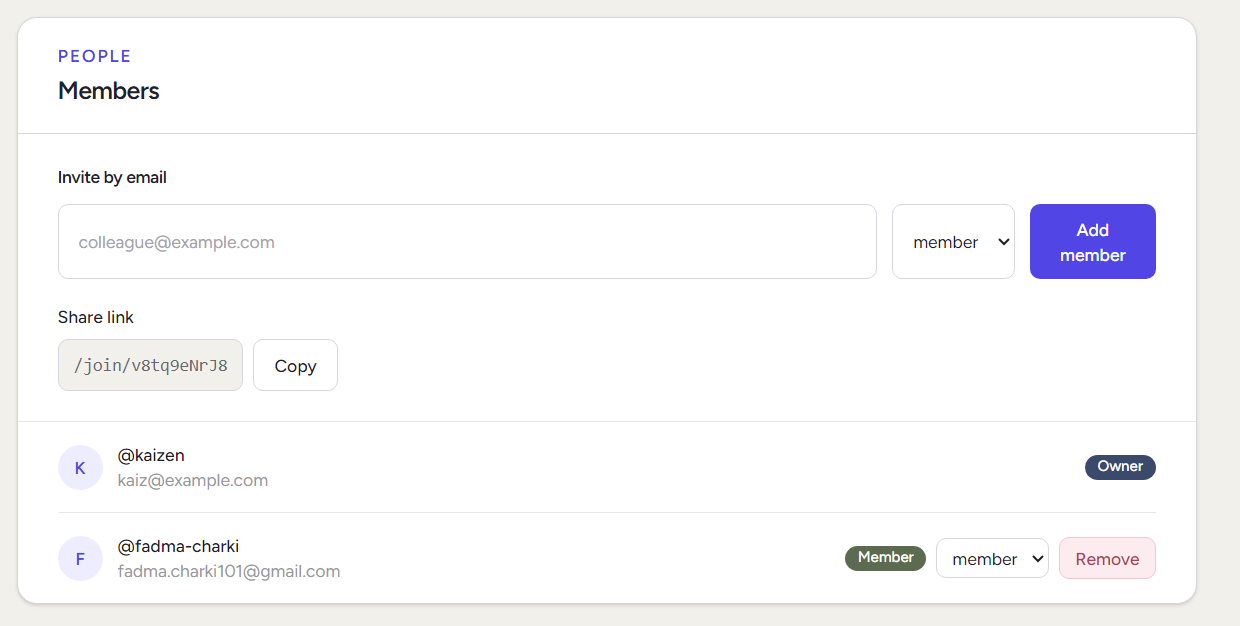 PEOPLE
Members
Invite by email
colleague@example.com
member
Add
member
Share link
/join/v8tq9eNrJ8
Copy
K
@kaizen
kaiz@example.com
Owner
F
@fadma-charki
fadma.charki101@gmail.com
Member
member
Remove